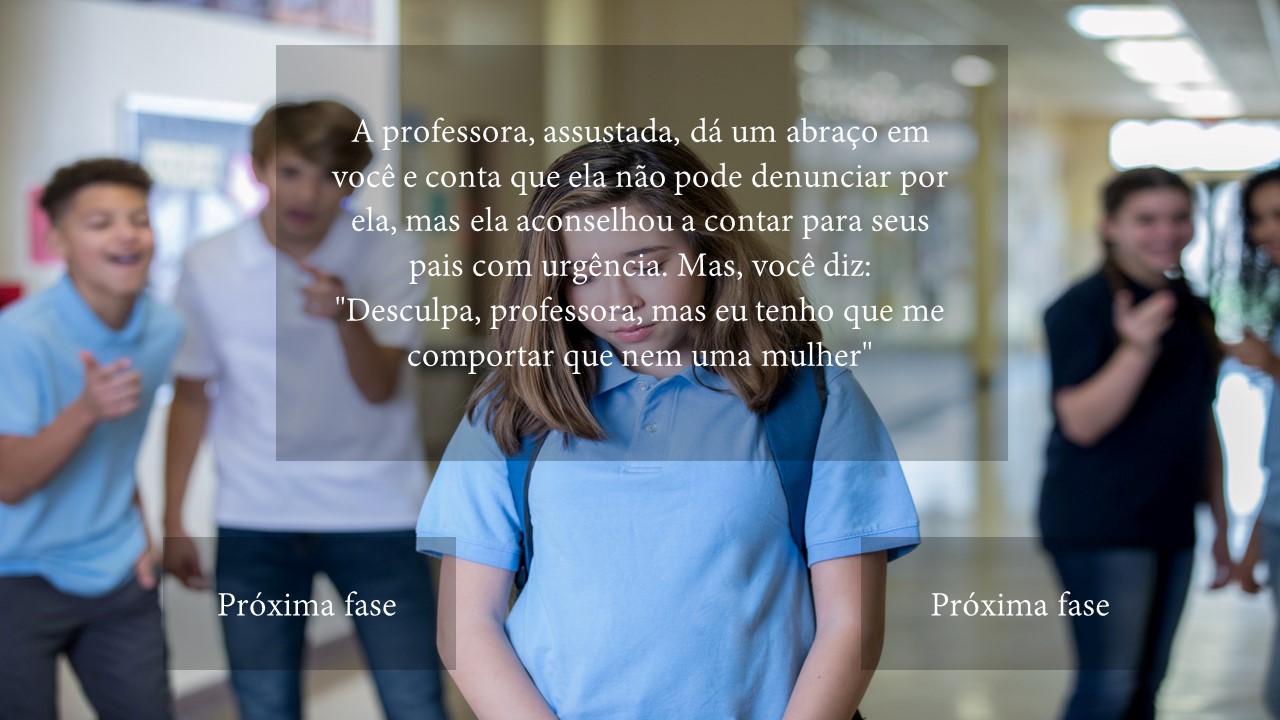 A professora, assustada, dá um abraço em
você e conta que ela não pode denunciar por
ela, mas ela aconselhou a contar para seus
pais com urgência. Mas, você diz:
"Desculpa, professora, mas eu tenho que me
comportar que nem uma mulher"
Próxima fase
Próxima fase